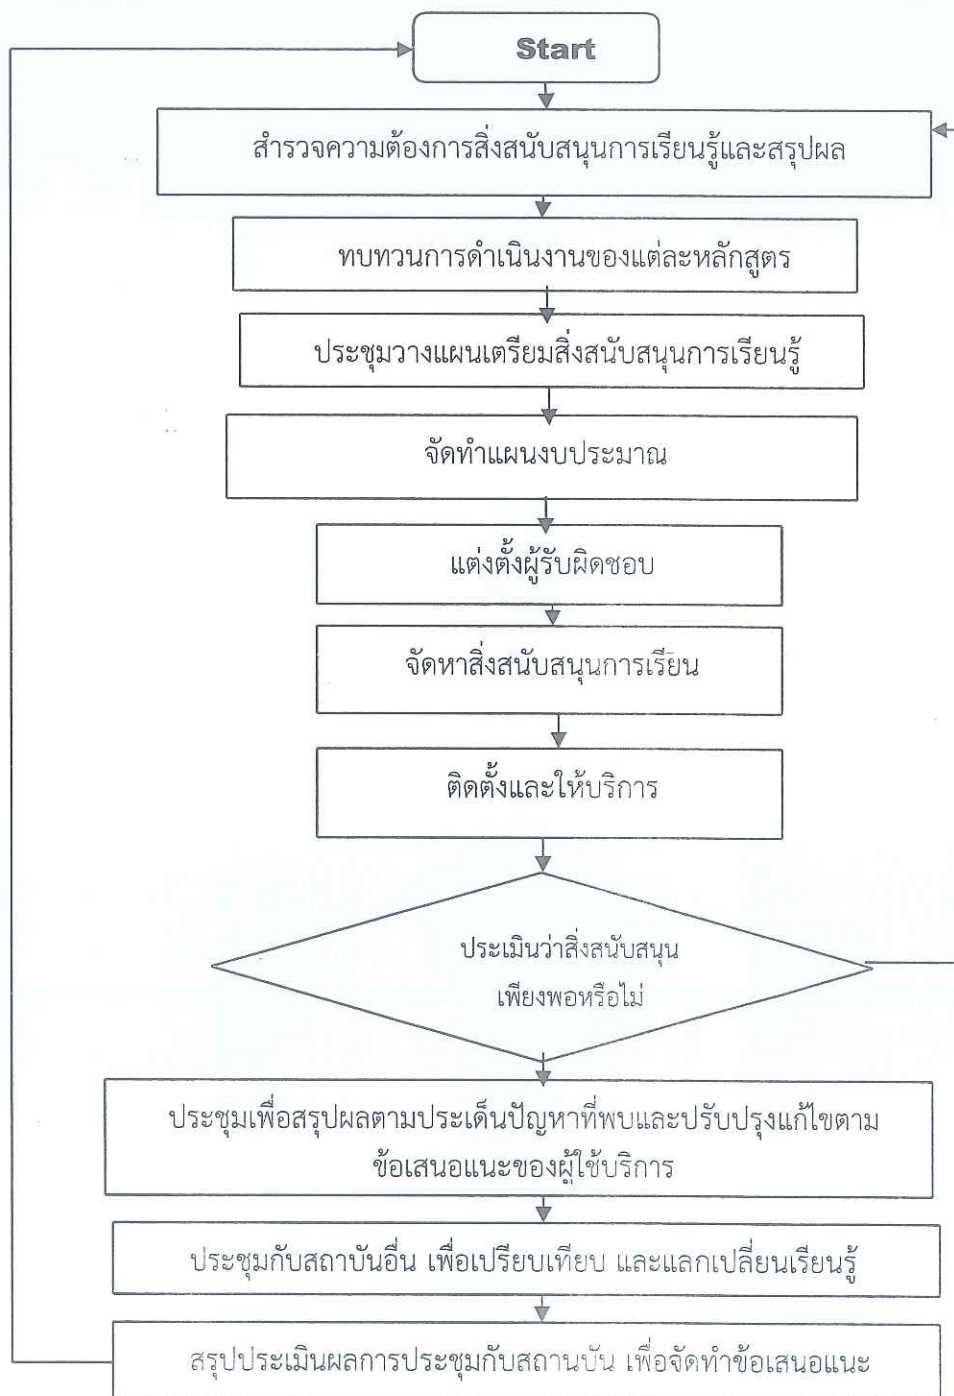 Start
สำรวจความต้องการสิ่งสนับสนุนการเรียนรู้และสรุปผล
ทบทวนการดำเนินงานของแต่ละหลักสูตร
ประชุมวางแผนเตรียมสิ่งสนับสนุนการเรียนรู้
จัดทำแผนงบประมาณ
แต่งตั้งผู้รับผิดชอบ
จัดหาสิ่งสนับสนุนการเรียน
ติดตั้งและให้บริการ
ประเมินว่าสิ่งสนับสนุน
เพียงพอหรือไม่
ประชุมเพื่อสรุปผลตามประเด็นปัญหาที่พบและปรับปรุงแก้ไขตาม
ข้อเสนอแนะของผู้ใช้บริการ
ประชุมกับสถาบันอื่น เพื่อเปรียบเทียบ และแลกเปลี่ยนเรียนรู้
สรุปประเมินผลการประชุมกับสถานบัน เพื่อจัดทำข้อเสนอแนะ